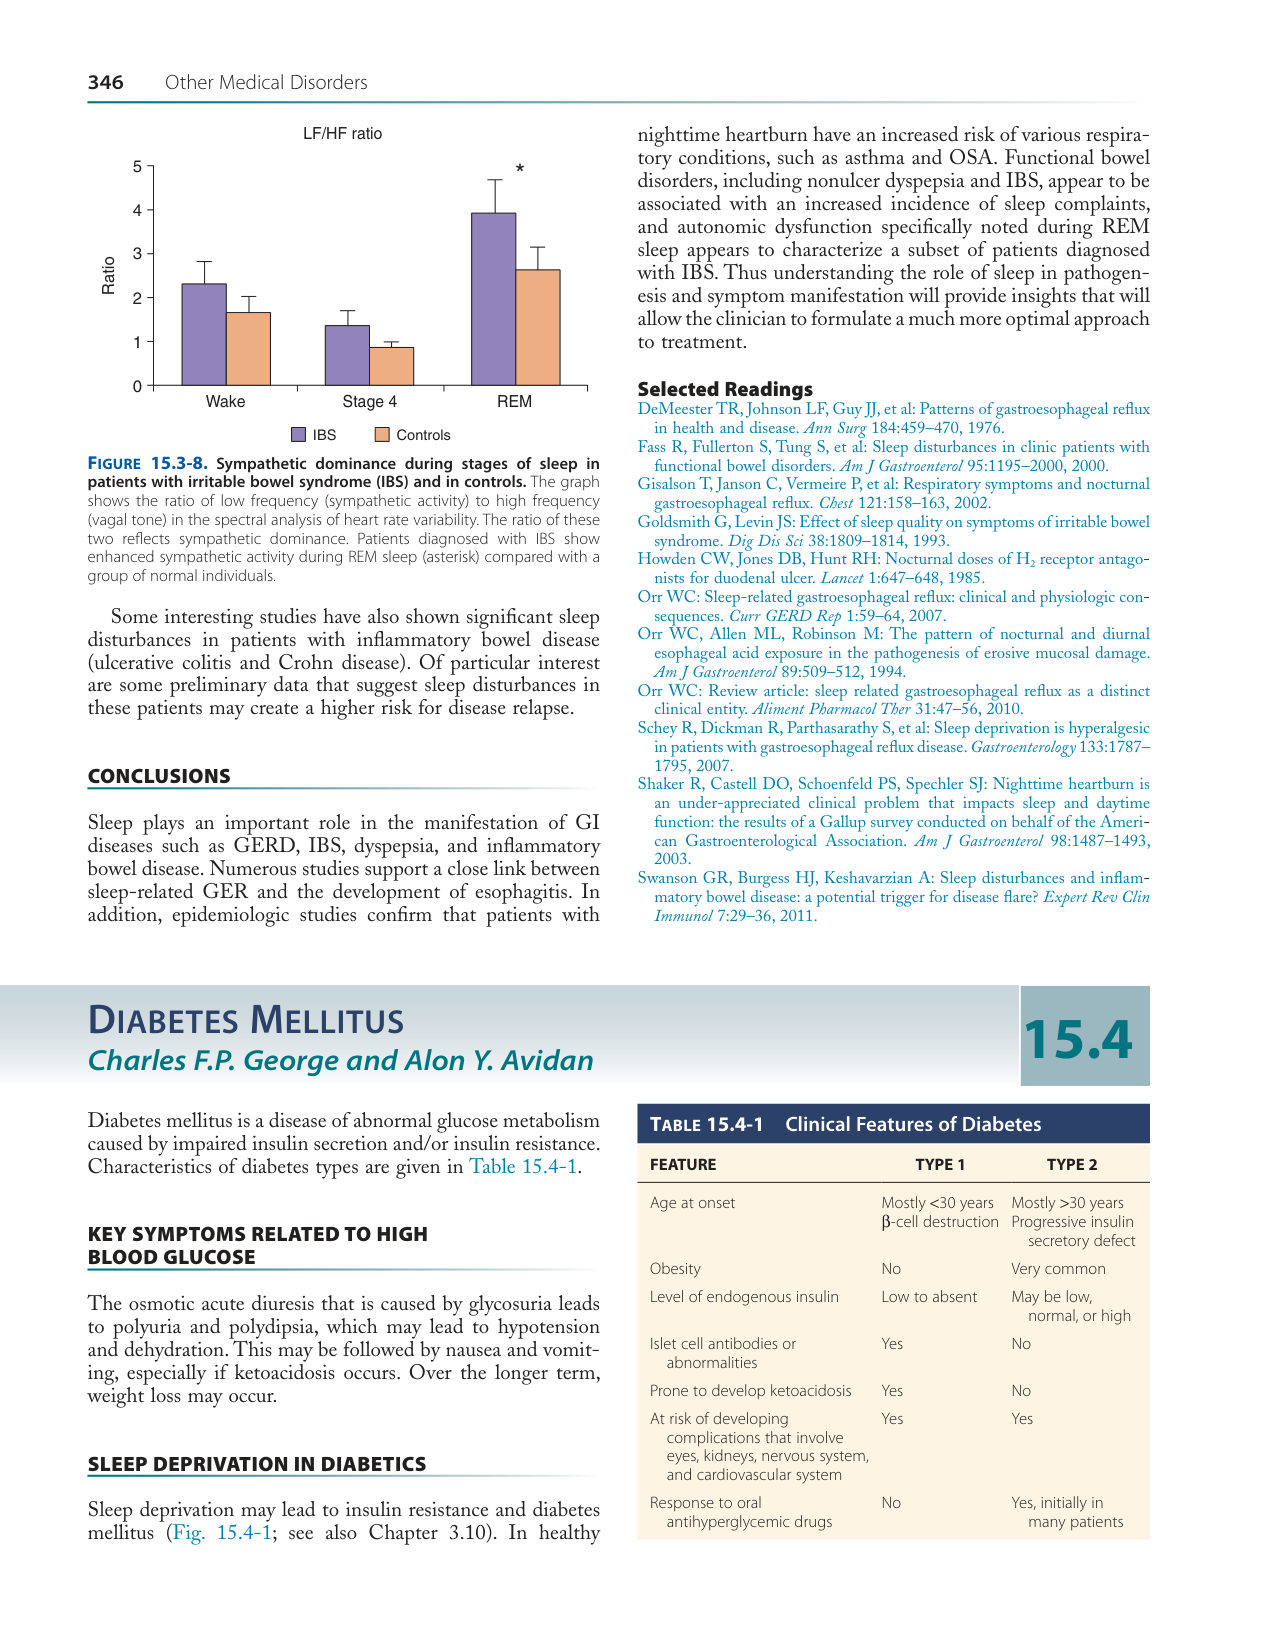 346 Other Medical Disorders
LF/HF ratio
5
4
3
2
1
0
Ratio
*
Wake Stage 4 REM
IBS Controls
FIGURE 15.3-8. Sympathetic dominance during stages of sleep in
patients with irritable bowel syndrome (IBS) and in controls. The graph
shows the ratio of low frequency (sympathetic activity) to high frequency
(vagal tone) in the spectral analysis of heart rate variability. The ratio of these
two reflects sympathetic dominance. Patients diagnosed with IBS show
enhanced sympathetic activity during REM sleep (asterisk) compared with a
group of normal individuals.
Some interesting studies have also shown significant sleep
disturbances in patients with inflammatory bowel disease
(ulcerative colitis and Crohn disease). Of particular interest
are some preliminary data that suggest sleep disturbances in
these patients may create a higher risk for disease relapse.
CONCLUSIONS
Sleep plays an important role in the manifestation of GI
diseases such as GERD, IBS, dyspepsia, and inflammatory
bowel disease. Numerous studies support a close link between
sleep-related GER and the development of esophagitis. In
addition, epidemiologic studies confirm that patients with
nighttime heartburn have an increased risk of various respira-
tory conditions, such as asthma and OSA. Functional bowel
disorders, including nonulcer dyspepsia and IBS, appear to be
associated with an increased incidence of sleep complaints,
and autonomic dysfunction specifically noted during REM
sleep appears to characterize a subset of patients diagnosed
with IBS. Thus understanding the role of sleep in pathogen-
esis and symptom manifestation will provide insights that will
allow the clinician to formulate a much more optimal approach
to treatment.
Selected Readings
DeMeester TR, Johnson LF, Guy JJ, et al: Patterns of gastroesophageal reflux
in health and disease. Ann Surg 184:459–470, 1976.
Fass R, Fullerton S, Tung S, et al: Sleep disturbances in clinic patients with
functional bowel disorders. Am J Gastroenterol 95:1195–2000, 2000.
Gisalson T, Janson C, Vermeire P, et al: Respiratory symptoms and nocturnal
gastroesophageal reflux. Chest 121:158–163, 2002.
Goldsmith G, Levin JS: Effect of sleep quality on symptoms of irritable bowel
syndrome. Dig Dis Sci 38:1809–1814, 1993.
Howden CW, Jones DB, Hunt RH: Nocturnal doses of H2 receptor antago-
nists for duodenal ulcer. Lancet 1:647–648, 1985.
Orr WC: Sleep-related gastroesophageal reflux: clinical and physiologic con-
sequences. Curr GERD Rep 1:59–64, 2007.
Orr WC, Allen ML, Robinson M: The pattern of nocturnal and diurnal
esophageal acid exposure in the pathogenesis of erosive mucosal damage.
Am J Gastroenterol 89:509–512, 1994.
Orr WC: Review article: sleep related gastroesophageal reflux as a distinct
clinical entity. Aliment Pharmacol Ther 31:47–56, 2010.
Schey R, Dickman R, Parthasarathy S, et al: Sleep deprivation is hyperalgesic
in patients with gastroesophageal reflux disease. Gastroenterology 133:1787–
1795, 2007.
Shaker R, Castell DO, Schoenfeld PS, Spechler SJ: Nighttime heartburn is
an under-appreciated clinical problem that impacts sleep and daytime
function: the results of a Gallup survey conducted on behalf of the Ameri-
can Gastroenterological Association. Am J Gastroenterol 98:1487–1493,
2003.
Swanson GR, Burgess HJ, Keshavarzian A: Sleep disturbances and inflam-
matory bowel disease: a potential trigger for disease flare? Expert Rev Clin
Immunol 7:29–36, 2011.
DIABETES MELLITUS
Charles F.P. George and Alon Y. Avidan
15.4
Diabetes mellitus is a disease of abnormal glucose metabolism
caused by impaired insulin secretion and/or insulin resistance.
Characteristics of diabetes types are given in Table 15.4-1.
KEY SYMPTOMS RELATED TO HIGH
BLOOD GLUCOSE
The osmotic acute diuresis that is caused by glycosuria leads
to polyuria and polydipsia, which may lead to hypotension
and dehydration. This may be followed by nausea and vomit-
ing, especially if ketoacidosis occurs. Over the longer term,
weight loss may occur.
SLEEP DEPRIVATION IN DIABETICS
Sleep deprivation may lead to insulin resistance and diabetes
mellitus (Fig. 15.4-1; see also Chapter 3.10). In healthy
TABLE 15.4-1 Clinical Features of Diabetes
FEATURE TYPE 1 TYPE 2
Age at onset Mostly <30 years Mostly >30 years
β-cell destruction Progressive insulin
secretory defect
Obesity No Very common
Level of endogenous insulin Low to absent May be low,
normal, or high
Islet cell antibodies or Yes No
abnormalities
Prone to develop ketoacidosis Yes No
At risk of developing Yes Yes
complications that involve
eyes, kidneys, nervous system,
and cardiovascular system
Response to oral No Yes, initially in
antihyperglycemic drugs many patients